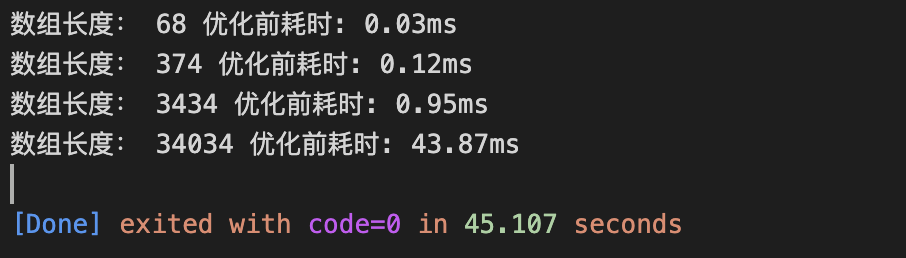 数组长度： 68 优化前耗时: 0.03ms
数组长度： 374 优化前耗时: 0.12ms
数组长度： 3434 优化前耗时: 0.95ms
数组长度： 34034 优化前耗时: 43.87ms
[Done] exited with code=0 in 45.107 seconds